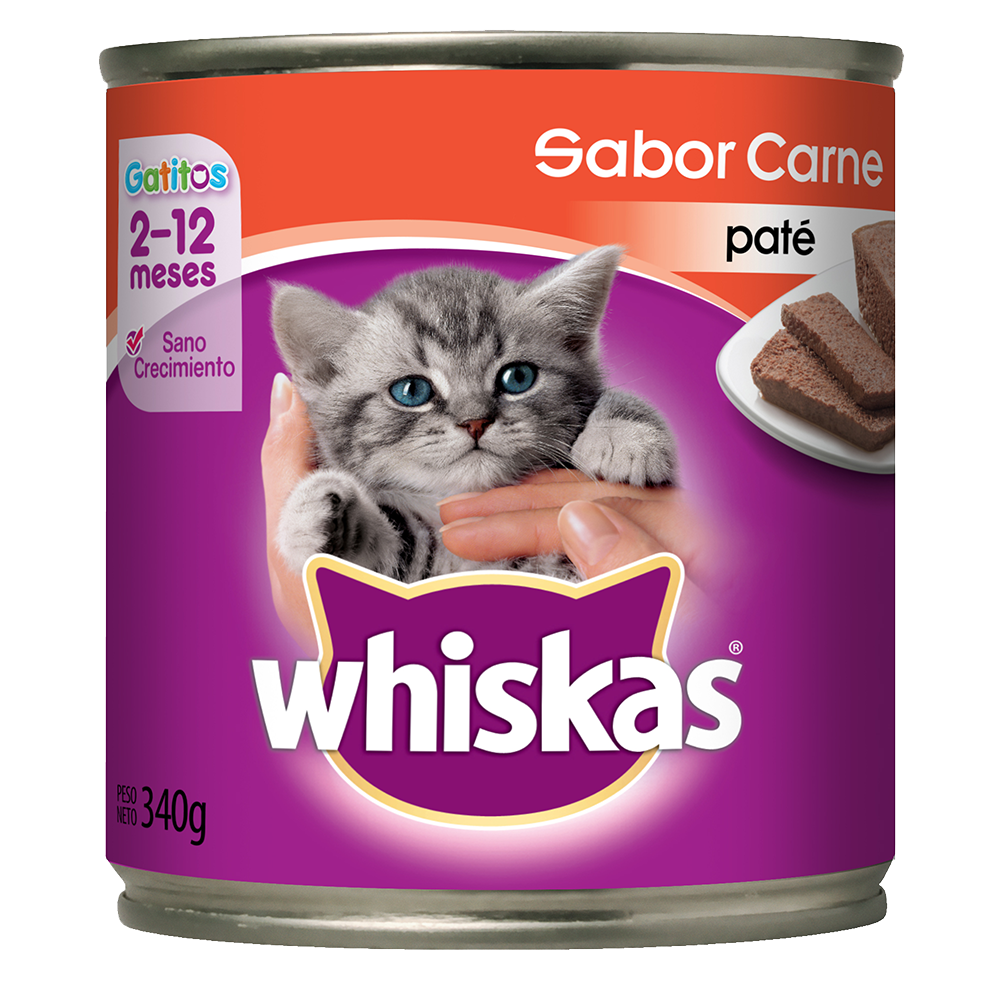 Sabor Carne
paté
Gatitos
2-12
meses
Sano
Crecimiento
whiskas®
PESO
NETO 340g